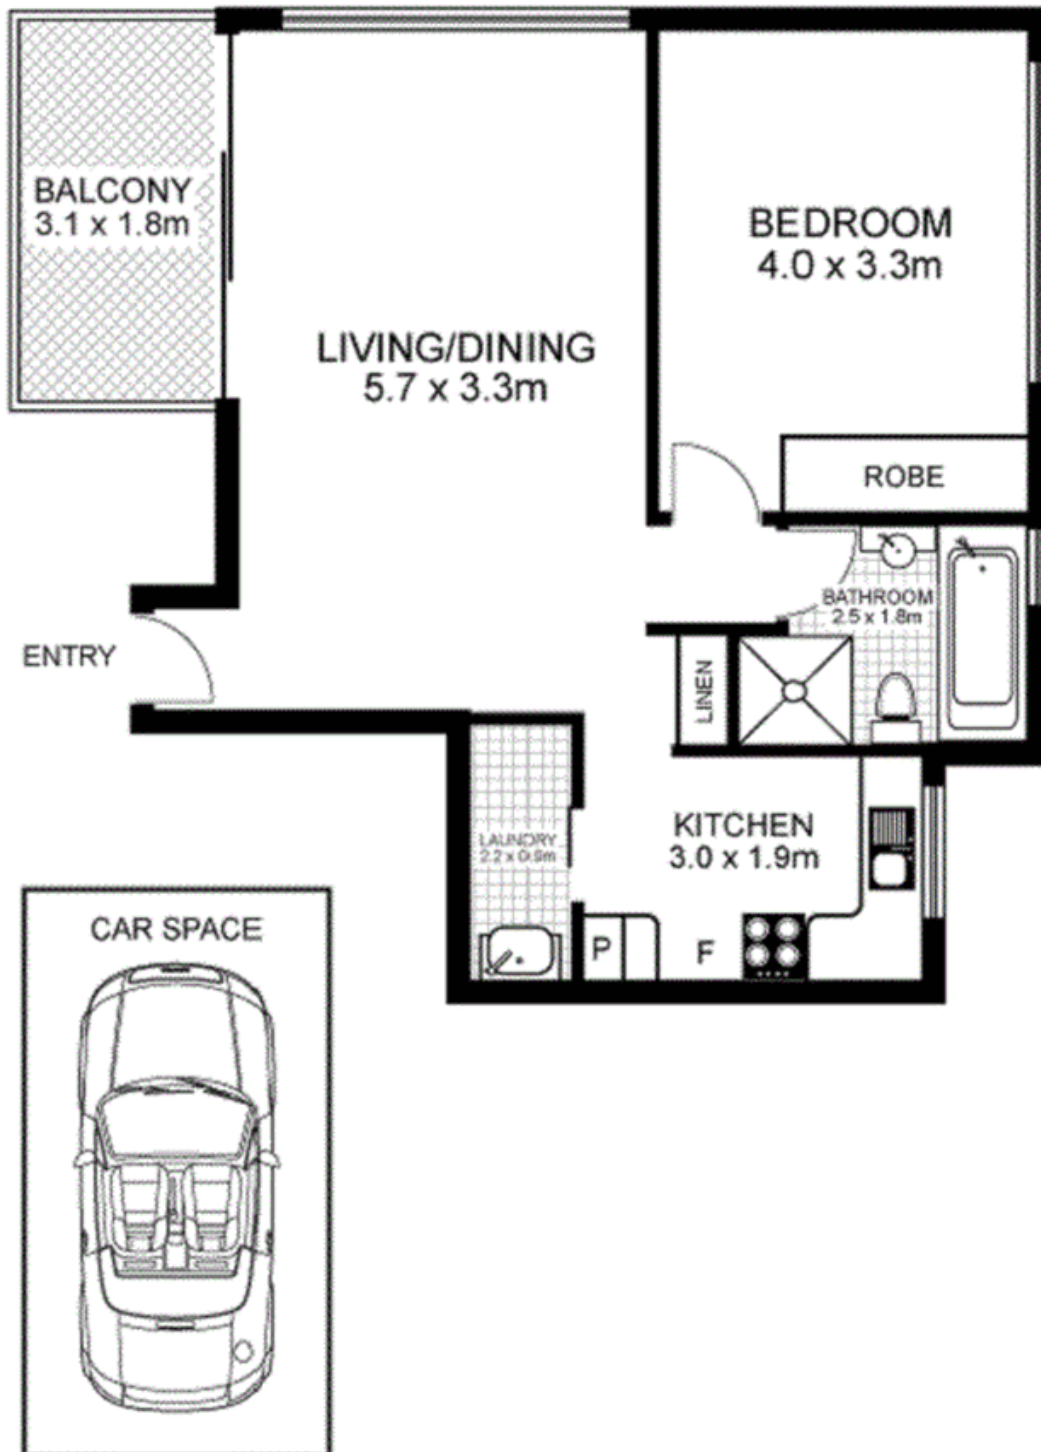 BALCONY
3.1 x 1.8m
BEDROOM
4.0 x 3.3m
LIVING/DINING
5.7 x 3.3m
ROBE
BATHROOM
2.5 x 1.8m
ENTRY
LINEN
LAUNDRY
2.2 x 0.9m
KITCHEN
3.0 x 1.9m
P
F
CAR SPACE